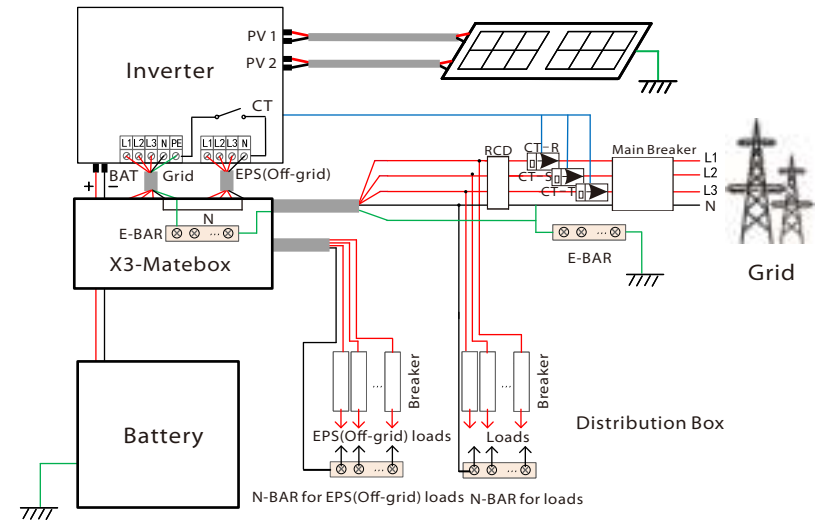 PV 1
PV 2
Inverter
CT
L1 L2 L3 N PE
L1 L2 L3 N
BAT
Grid
EPS(Off-grid)
+
−
N
E-BAR
...
X3-Matebox
RCD
CT-R
CT-S
CT-T
Main Breaker
L1
L2
L3
N
E-BAR
...
Grid
Battery
...
Breaker
EPS(Off-grid) loads
...
N-BAR for EPS(Off-grid) loads
...
Breaker
Loads
...
N-BAR for loads
Distribution Box